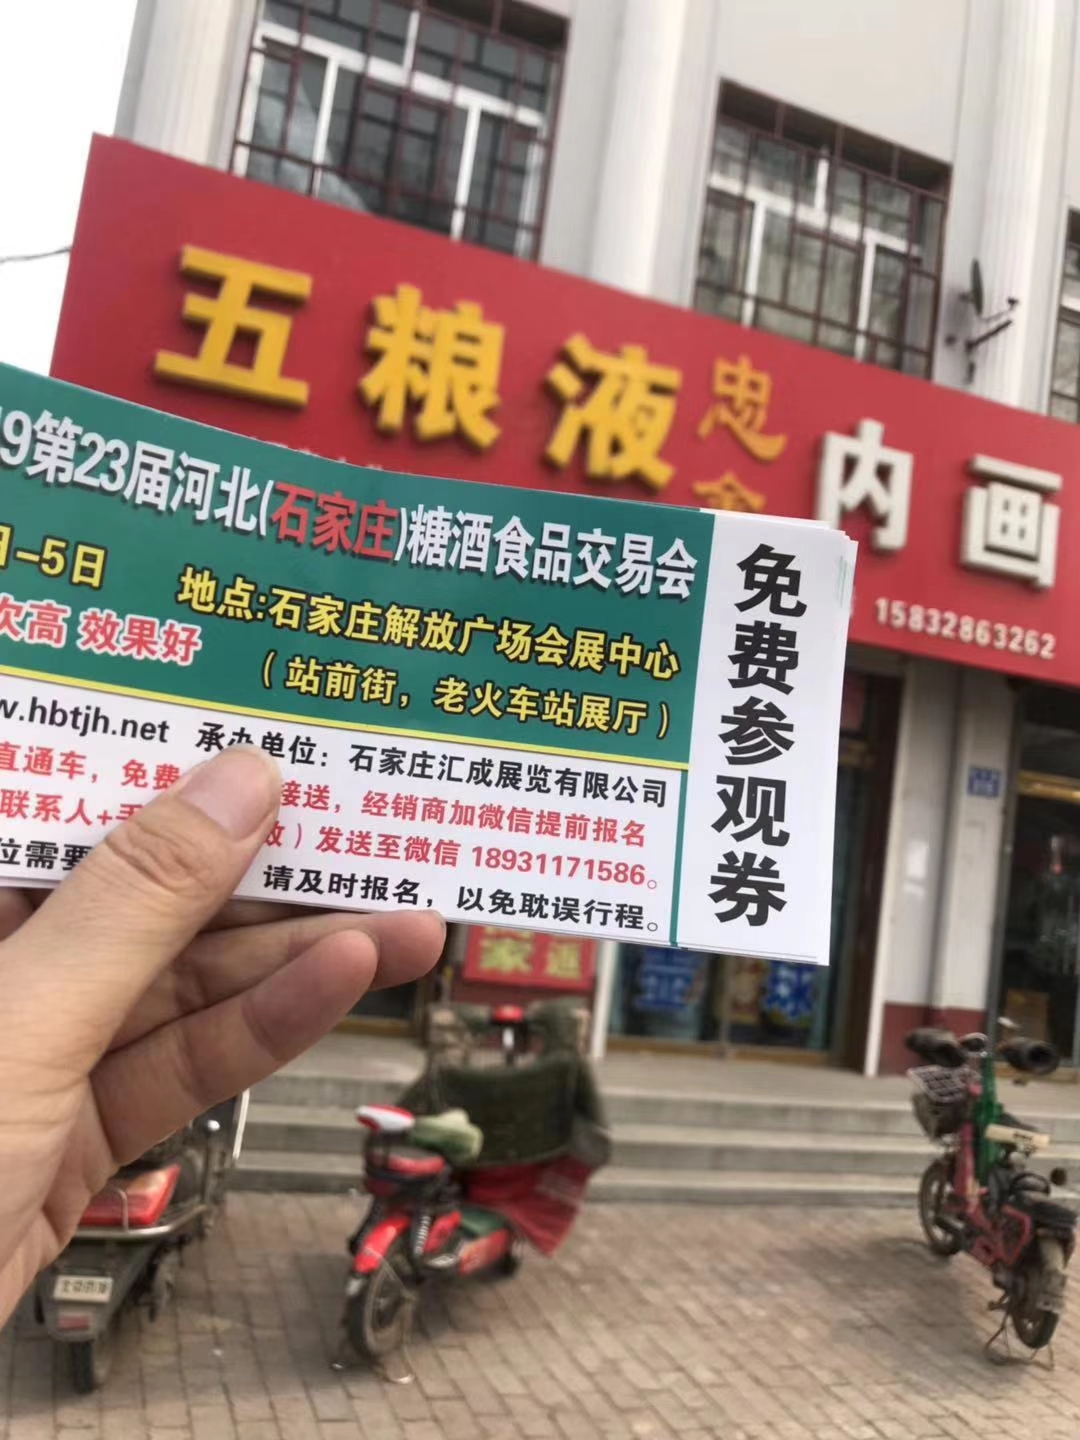 五粮液 忠
内画
15832863262
9第23届河北(石家庄)糖酒食品交易会
日-5日 地点:石家庄解放广场会展中心
次高 效果好 （站前街，老火车站展厅）
w.hbtjh.net 承办单位：石家庄汇成展览有限公司
直通车，免费 接送，经销商加微信提前报名
联系人+手 ）发送至微信 18931171586。
位需要 请及时报名，以免耽误行程。
免费参观券